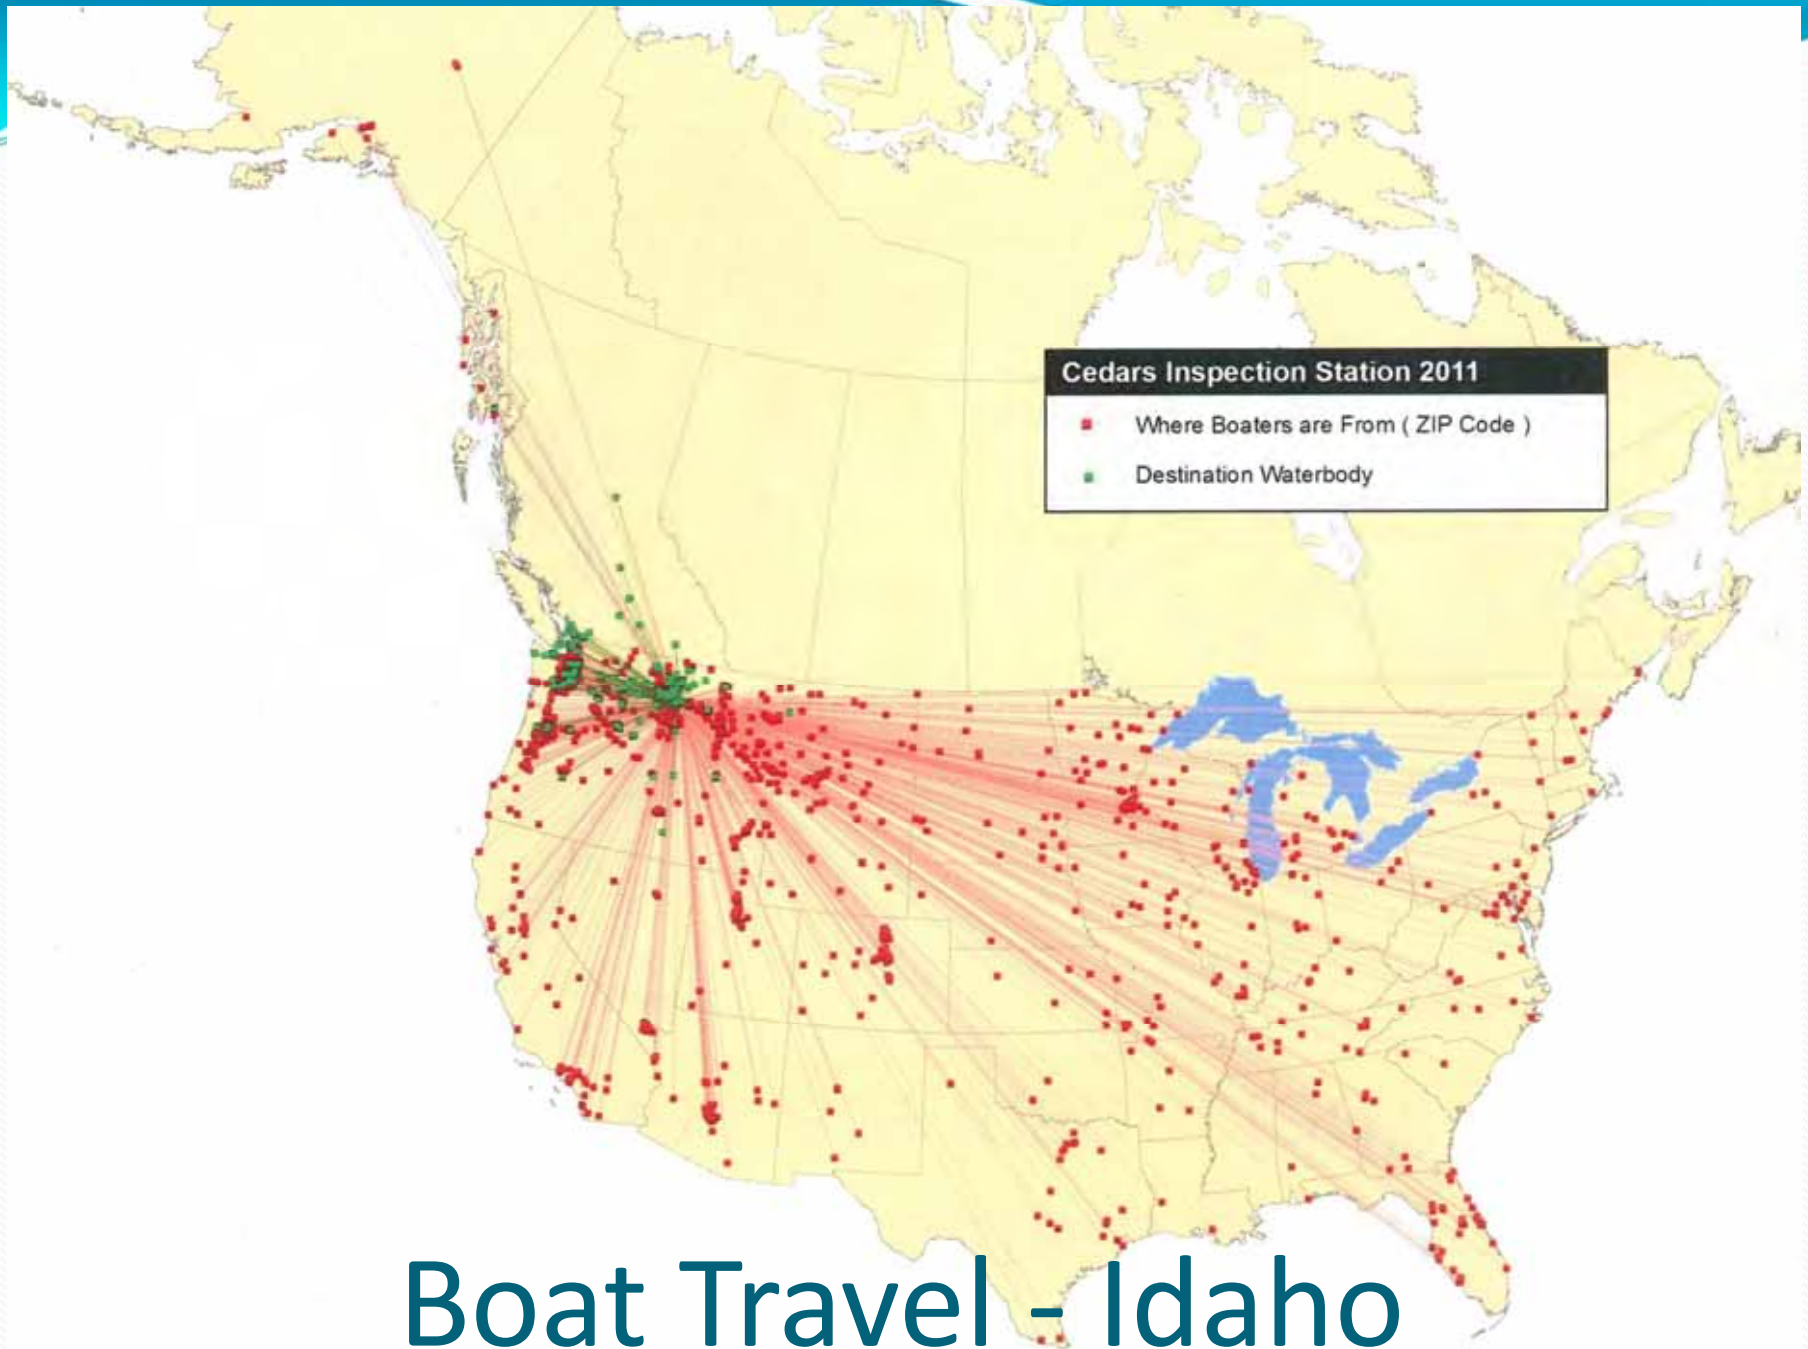 Cedars Inspection Station 2011
Where Boaters are From ( ZIP Code )
Destination Waterbody
Boat Travel - Idaho